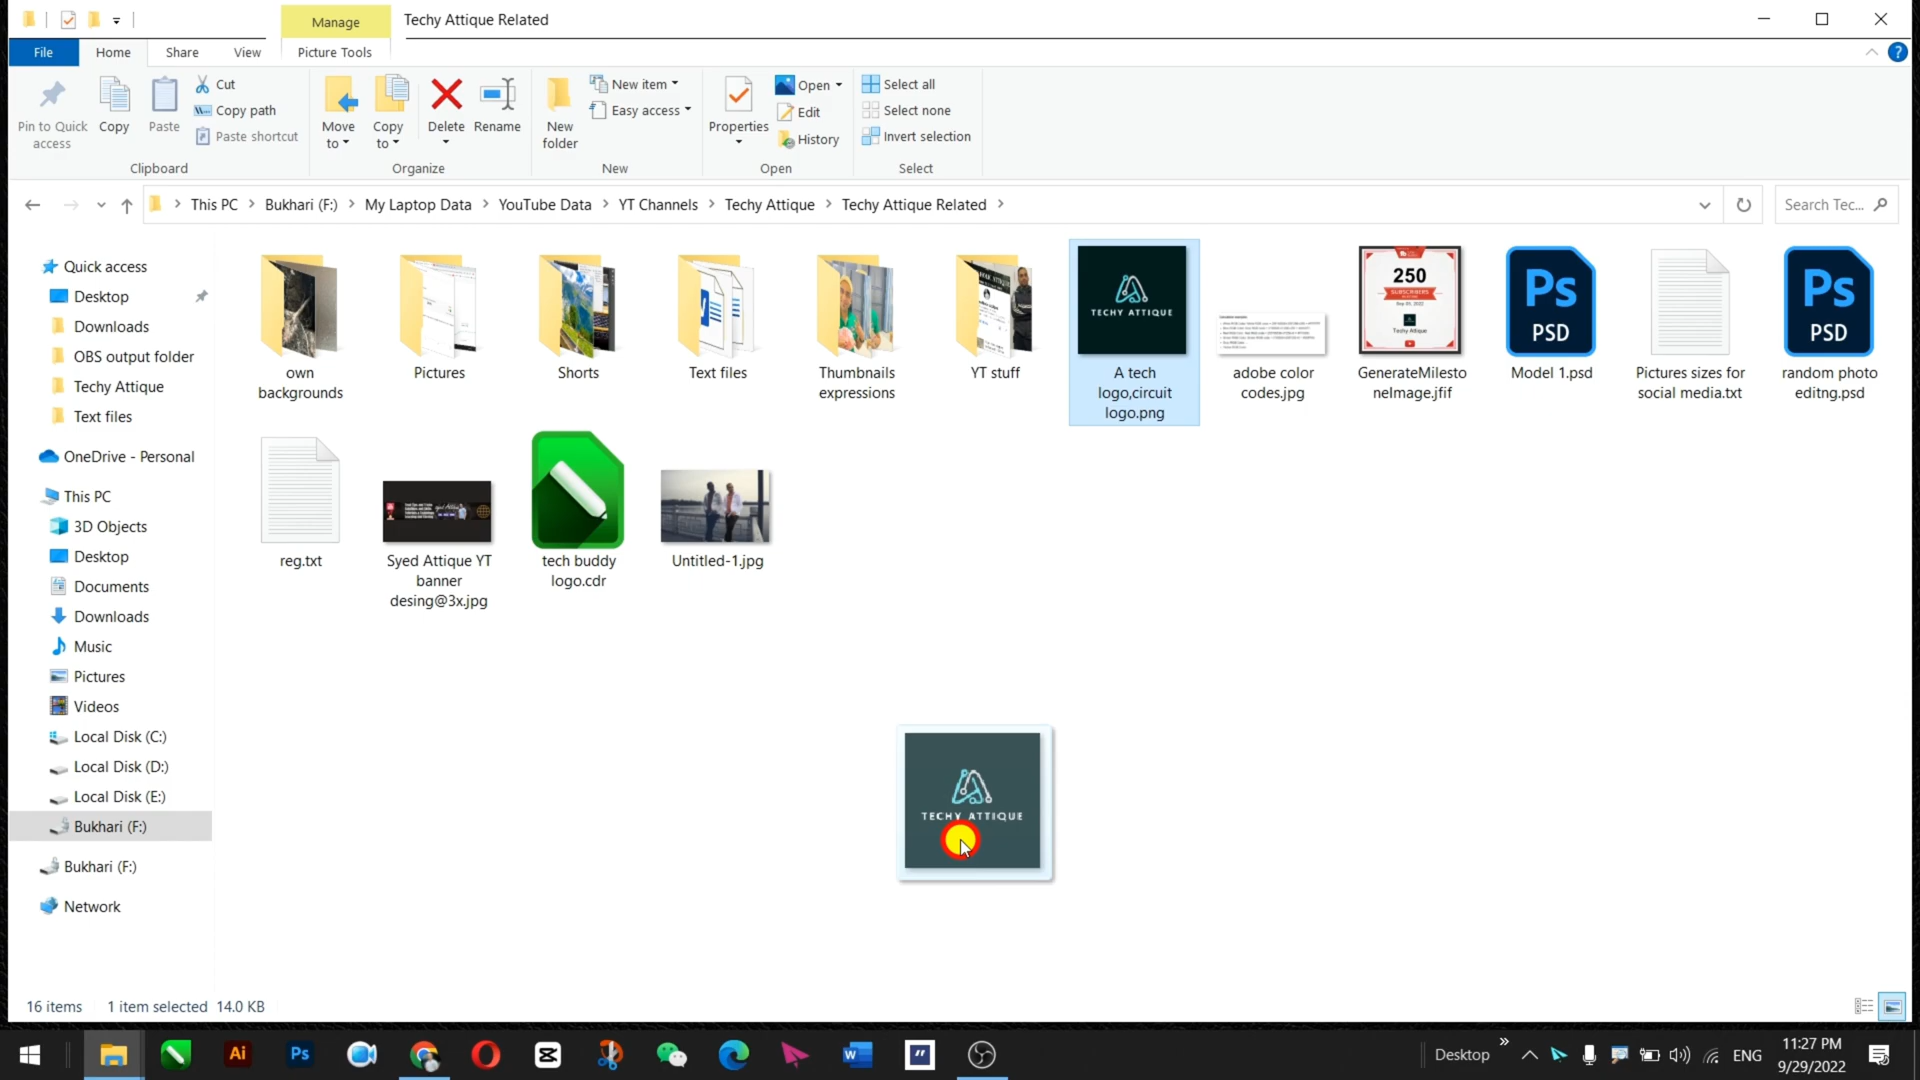 Manage
Techy Attique Related
File
Home
Share
View
Picture Tools
Pin to Quick access
Copy
Paste
Cut
Copy path
Paste shortcut
Move to
Copy to
Delete
Rename
New folder
New item
Easy access
Properties
Open
Edit
History
Select all
Select none
Invert selection
Clipboard
Organize
New
Open
Select
This PC
Bukhari (F:)
My Laptop Data
YouTube Data
YT Channels
Techy Attique
Techy Attique Related
Search Tec...
Quick access
Desktop
Downloads
OBS output folder
Techy Attique
Text files
OneDrive - Personal
This PC
3D Objects
Desktop
Documents
Downloads
Music
Pictures
Videos
Local Disk (C:)
Local Disk (D:)
Local Disk (E:)
Bukhari (F:)
Bukhari (F:)
Network
own
backgrounds
Pictures
Shorts
Text files
Thumbnails
expressions
YT stuff
TECHY ATTIQUE
A tech
logo,circuit
logo.png
adobe color
codes.jpg
250
SUBSCRIBERS
Techy Attique
GenerateMilesto
neImage.jfif
Ps
PSD
Model 1.psd
Pictures sizes for
social media.txt
Ps
PSD
random photo
editng.psd
reg.txt
Syed Attique YT
banner
desing@3x.jpg
tech buddy
logo.cdr
Untitled-1.jpg
TECHY ATTIQUE
16 items
1 item selected
14.0 KB
Ai
Ps
Desktop
ENG
11:27 PM
9/29/2022